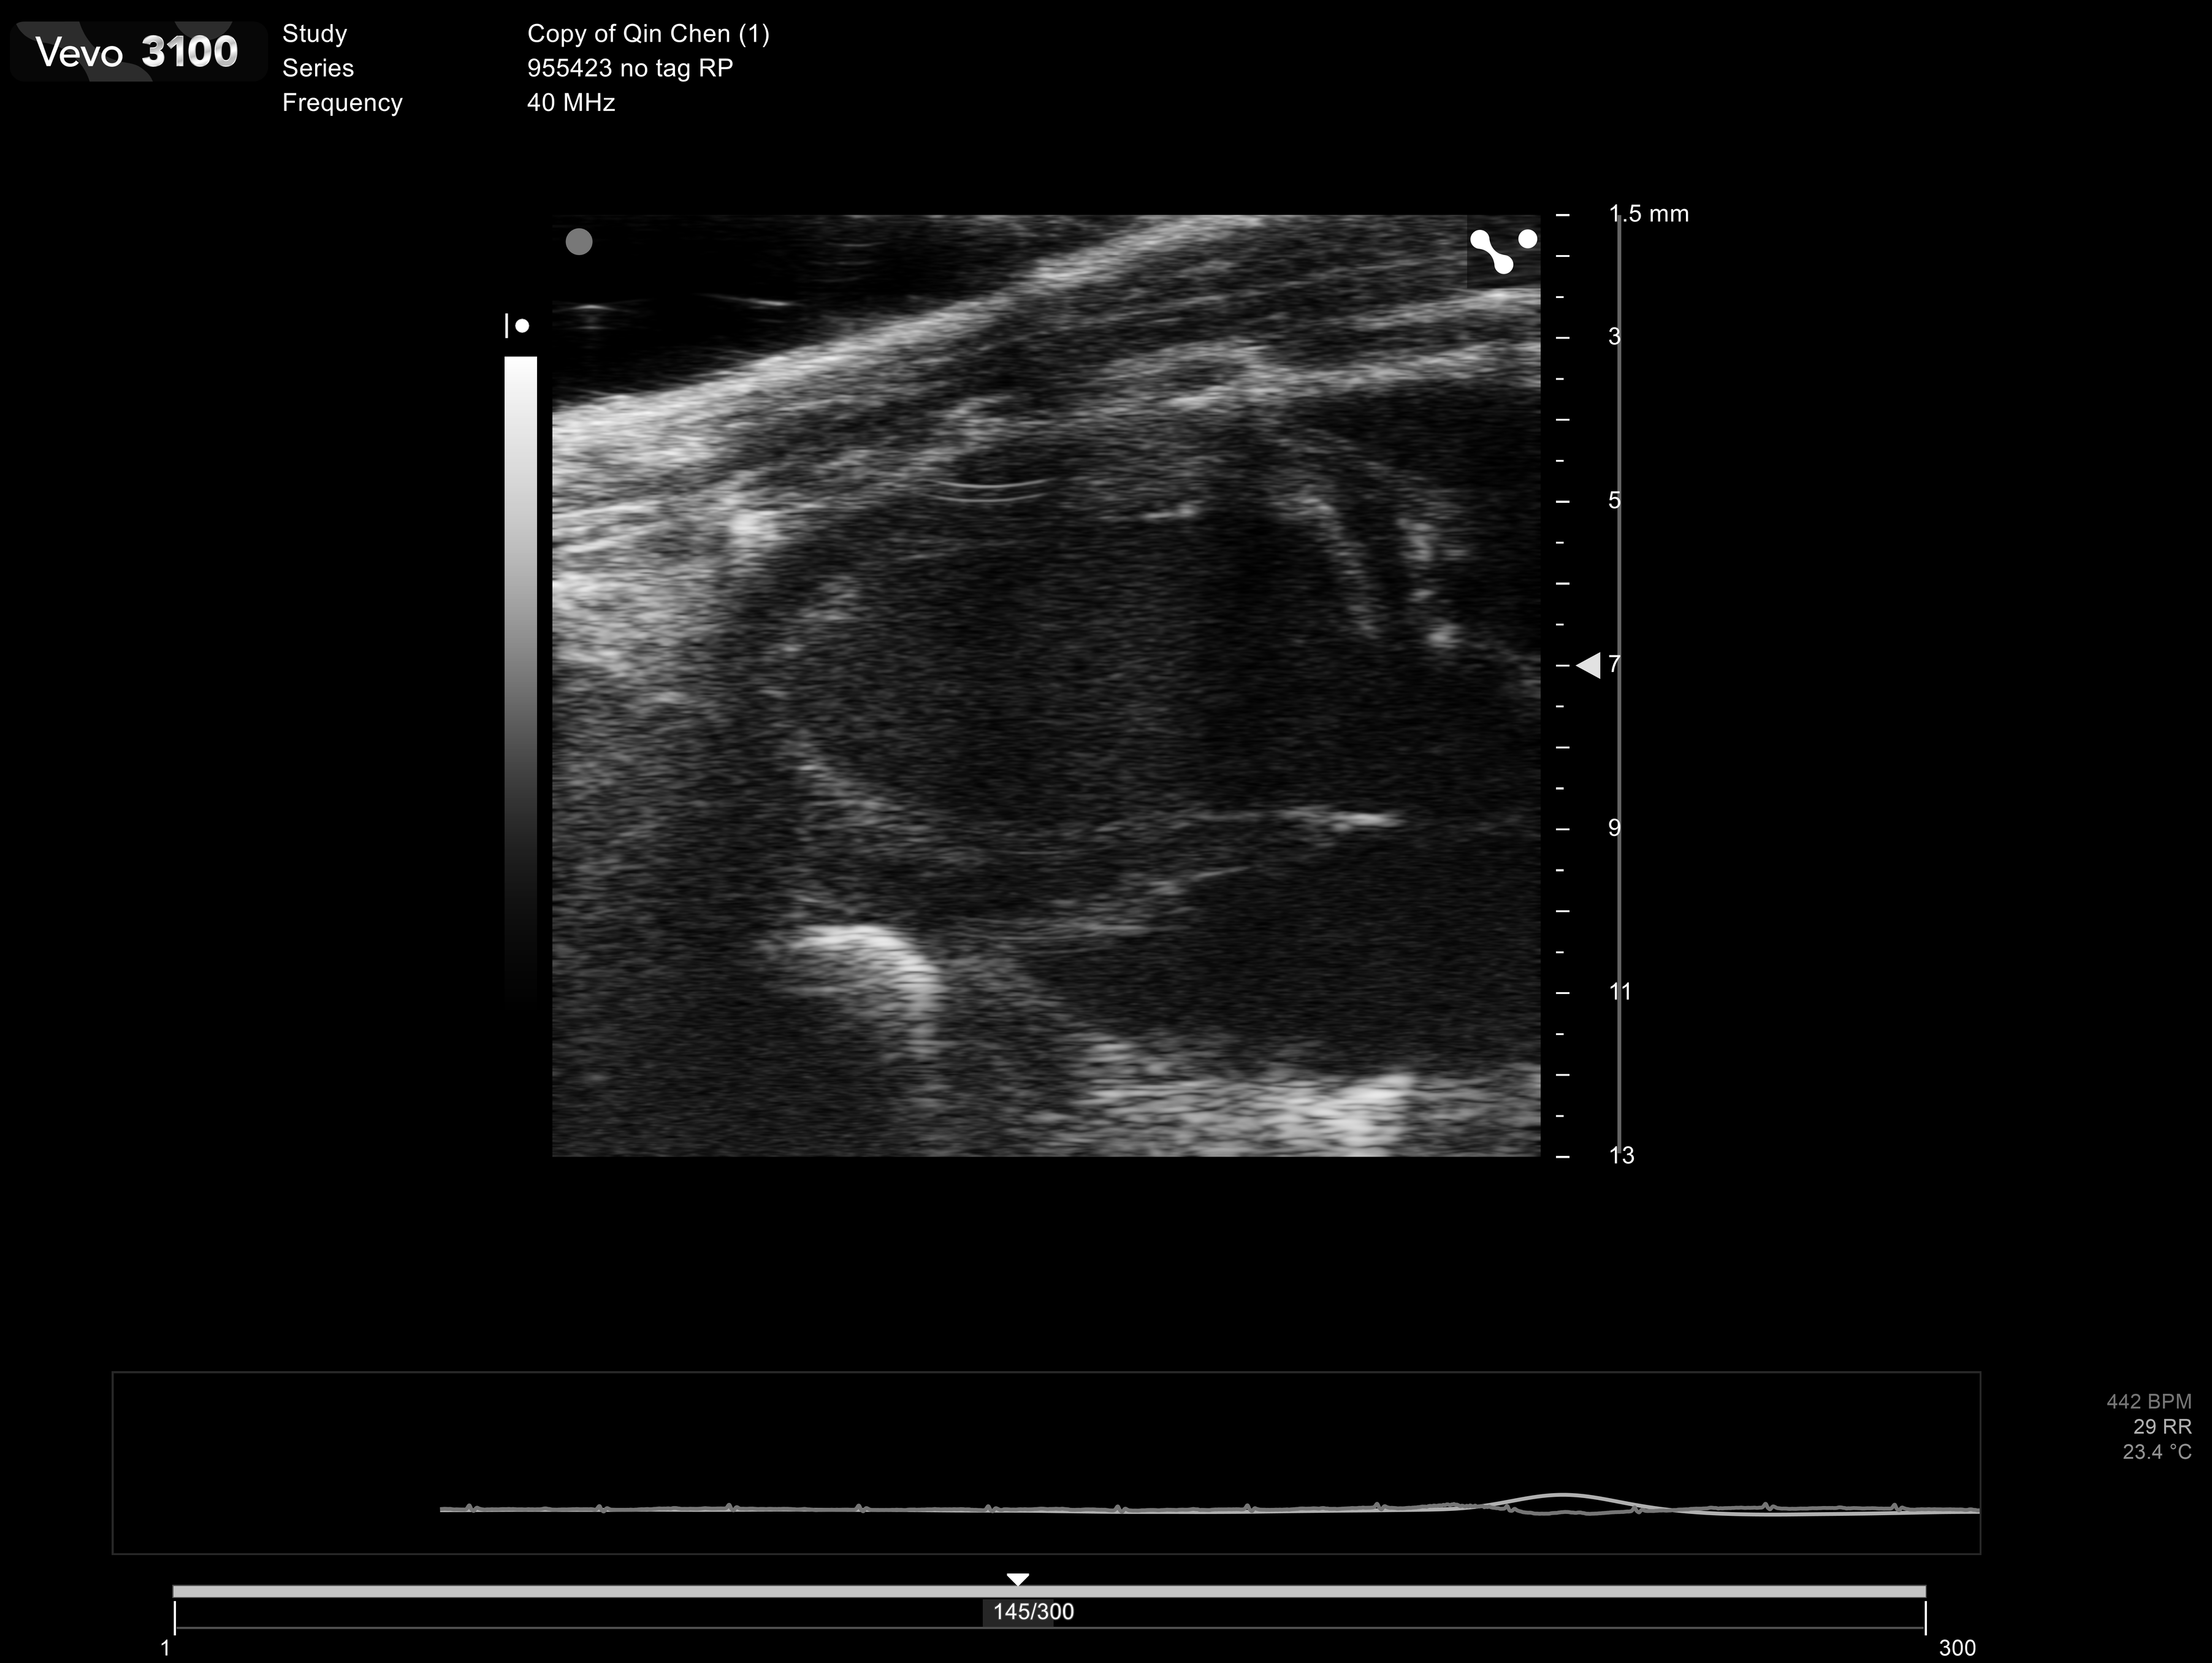 Vevo 3100
Study Copy of Qin Chen (1)
Series 955423 no tag RP
Frequency 40 MHz
1.5 mm
3
5
7
9
11
13
442 BPM
29 RR
23.4 °C
145/300
1
300